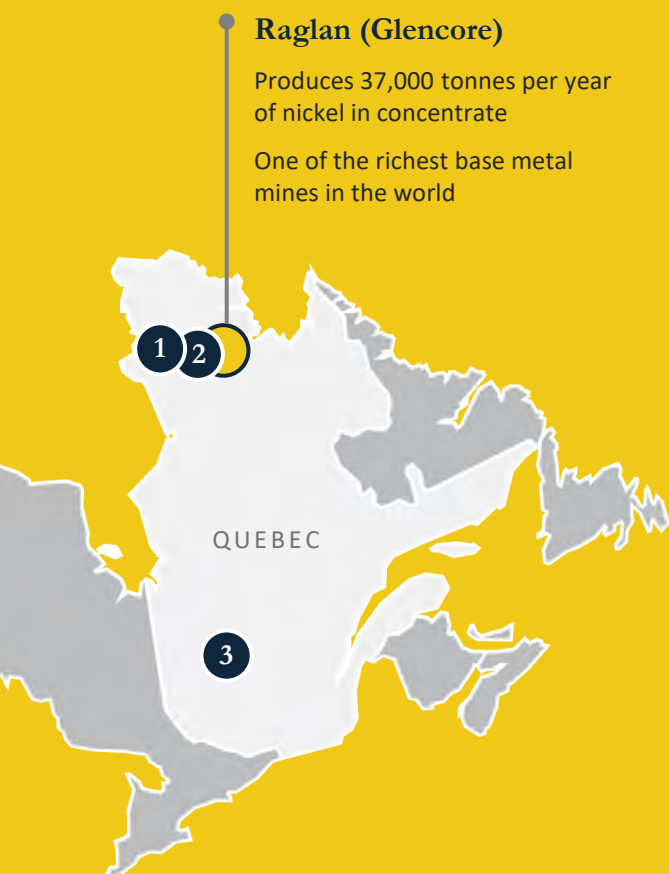 Raglan (Glencore)
Produces 37,000 tonnes per year
of nickel in concentrate
One of the richest base metal
mines in the world
1
2
QUEBEC
3